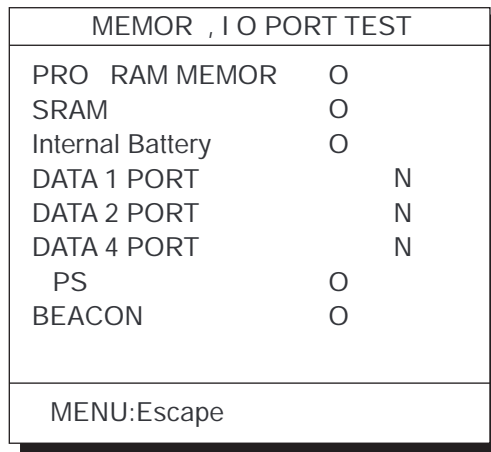 MEMOR , I O PORT TEST
PRO RAM MEMOR O
SRAM O
Internal Battery O
DATA 1 PORT N
DATA 2 PORT N
DATA 4 PORT N
PS O
BEACON O
MENU:Escape